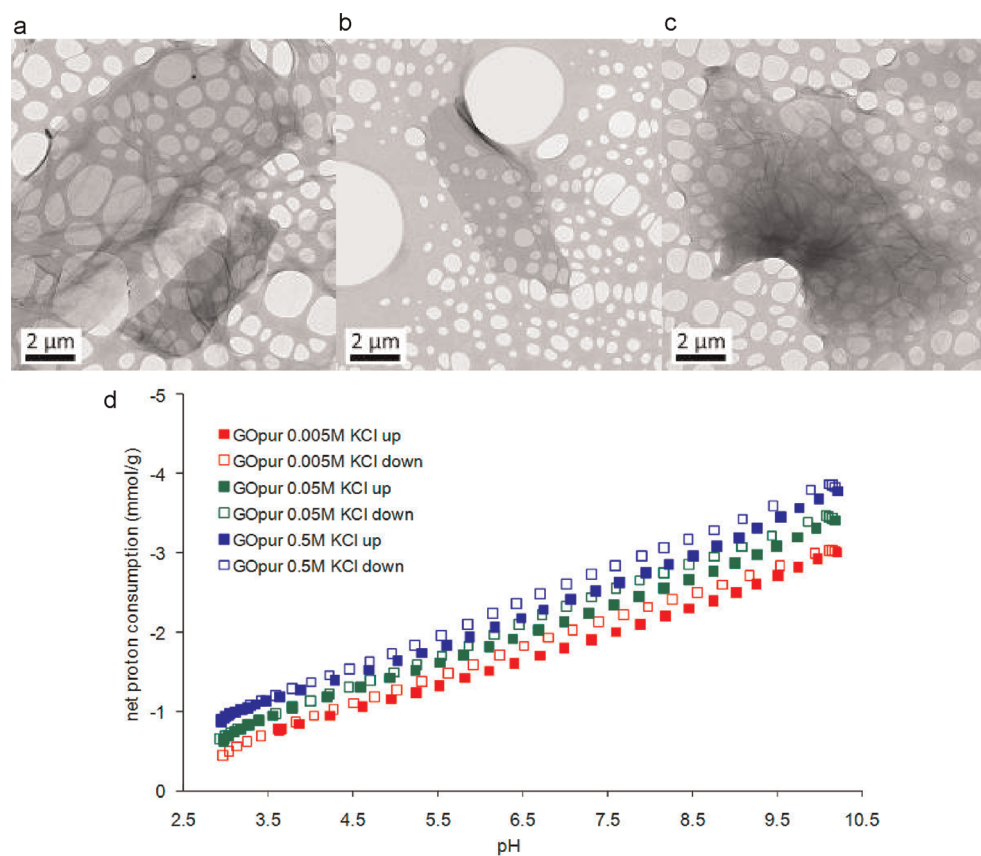 a
b
c
2 µm
2 µm
2 µm
d
-5
-4
-3
-2
-1
0
net proton consumption (mmol/g)
GOpur 0.005M KCl up
GOpur 0.005M KCl down
GOpur 0.05M KCl up
GOpur 0.05M KCl down
GOpur 0.5M KCl up
GOpur 0.5M KCl down
2.5 3.5 4.5 5.5 6.5 7.5 8.5 9.5 10.5
pH